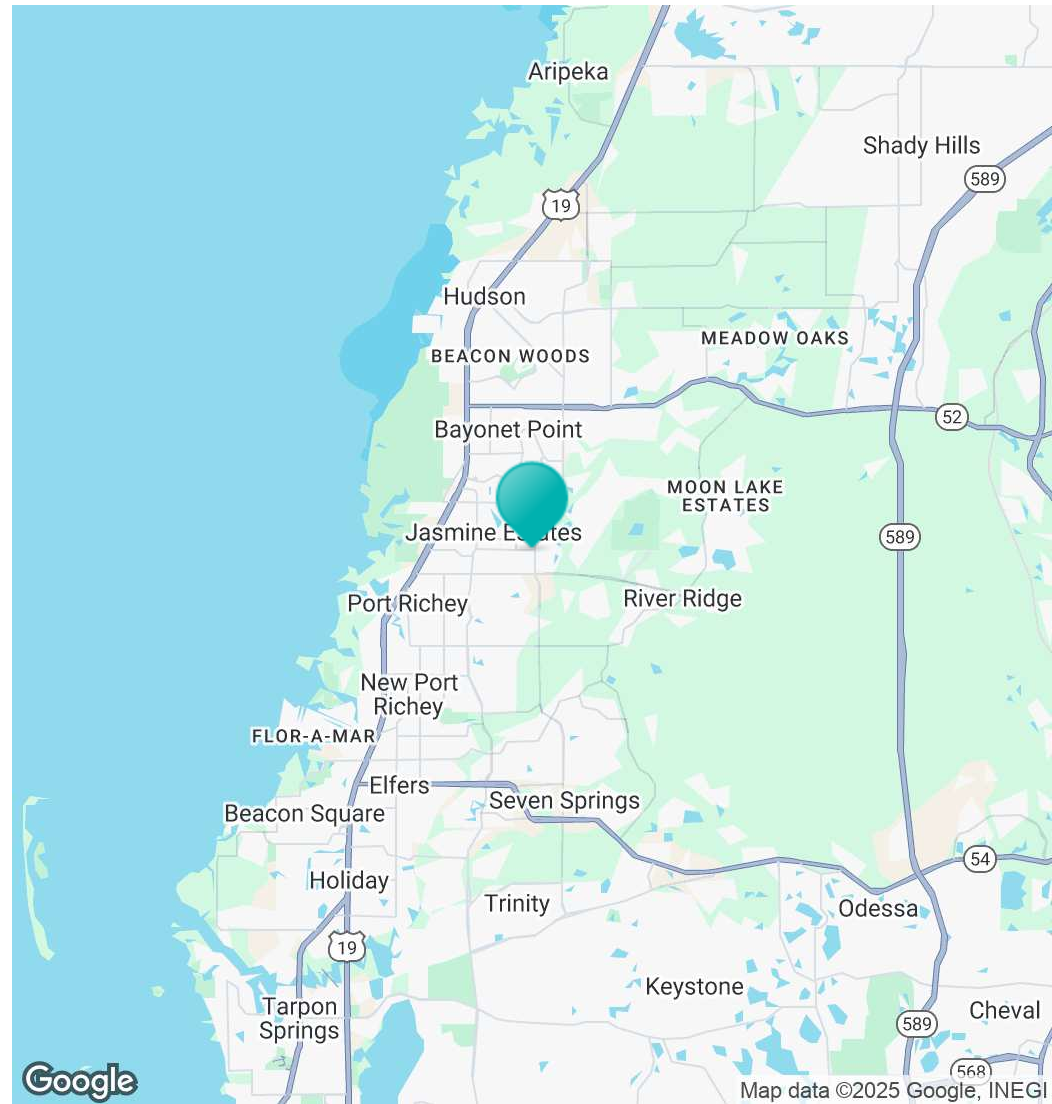 Aripeka
Shady Hills
589
19
Hudson
MEADOW OAKS
BEACON WOODS
52
Bayonet Point
MOON LAKE
ESTATES
Jasmine Estates
589
River Ridge
Port Richey
New Port
Richey
FLOR-A-MAR
Elfers
Seven Springs
Beacon Square
54
Holiday
Trinity
Odessa
19
Keystone
Tarpon
Springs
Cheval
589
568
Google
Map data ©2025 Google, INEGI